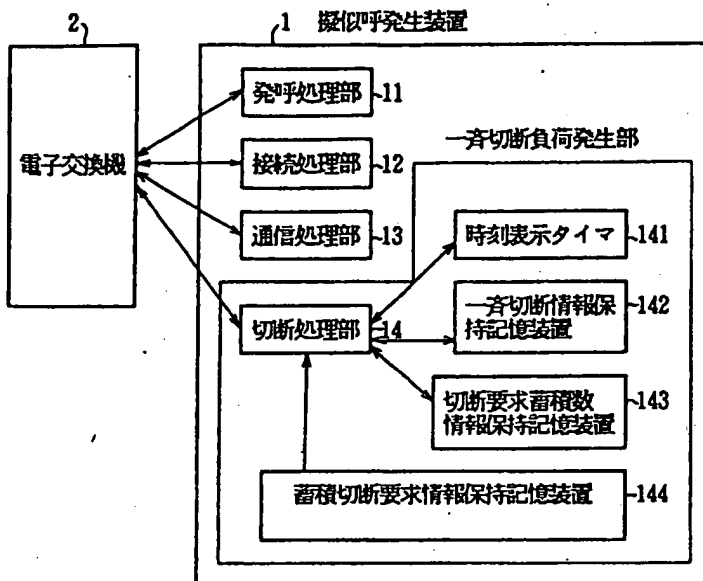 2
1 擬似呼発生装置
発呼処理部 11
電子交換機
接続処理部 12
通信処理部 13
一斉切断負荷発生部
時刻表示タイマ 141
切断処理部 14
一斉切断情報保
持記憶装置
142
切断要求蓄積数
情報保持記憶装置
143
蓄積切断要求情報保持記憶装置 144